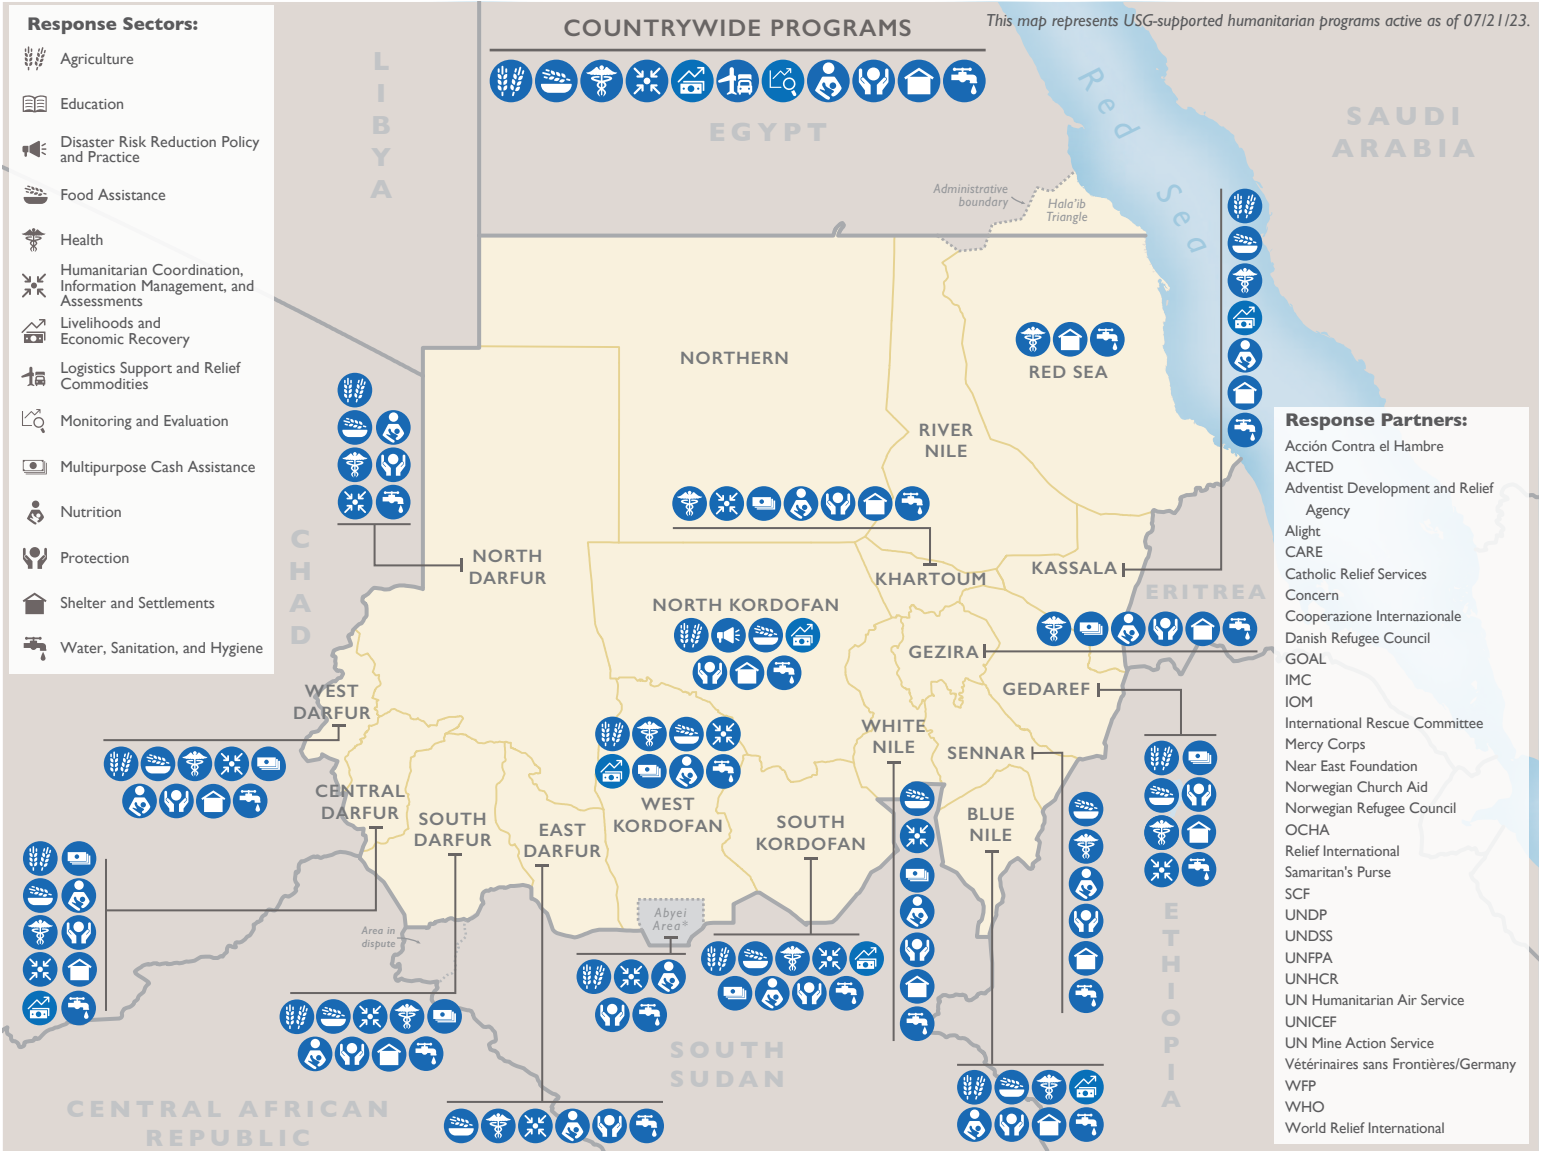 Response Sectors:
Agriculture
Education
Disaster Risk Reduction Policy
and Practice
Food Assistance
Health
Humanitarian Coordination,
Information Management, and
Assessments
Livelihoods and
Economic Recovery
Logistics Support and Relief
Commodities
Monitoring and Evaluation
Multipurpose Cash Assistance
Nutrition
Protection
Shelter and Settlements
Water, Sanitation, and Hygiene
COUNTRYWIDE PROGRAMS
This map represents USG-supported humanitarian programs active as of 07/21/23.
LIBYA
EGYPT
Red Sea
SAUDI
ARABIA
Administrative
boundary
Hala'ib
Triangle
NORTHERN
RED SEA
RIVER
NILE
CHAD
NORTH
DARFUR
KHARTOUM
KASSALA
ERITREA
NORTH KORDOFAN
GEZIRA
GEDAREF
WEST
DARFUR
WHITE
NILE
SENNAR
CENTRAL
DARFUR
SOUTH
DARFUR
EAST
DARFUR
WEST
KORDOFAN
SOUTH
KORDOFAN
BLUE
NILE
Abyei
Area*
Area in
dispute
ETHIOPIA
SOUTH
SUDAN
CENTRAL AFRICAN
REPUBLIC
Response Partners:
Acción Contra el Hambre
ACTED
Adventist Development and Relief
Agency
Alight
CARE
Catholic Relief Services
Concern
Cooperazione Internazionale
Danish Refugee Council
GOAL
IMC
IOM
International Rescue Committee
Mercy Corps
Near East Foundation
Norwegian Church Aid
Norwegian Refugee Council
OCHA
Relief International
Samaritan's Purse
SCF
UNDP
UNDSS
UNFPA
UNHCR
UN Humanitarian Air Service
UNICEF
UN Mine Action Service
Vétérinaires sans Frontières/Germany
WFP
WHO
World Relief International